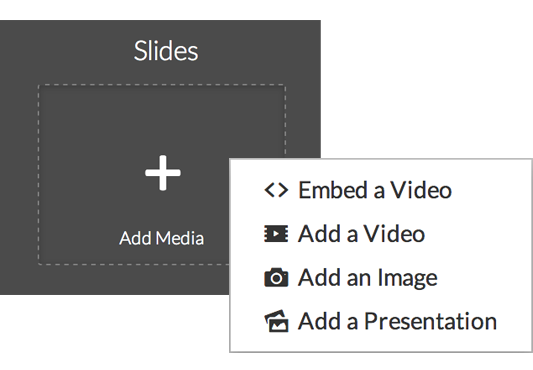 Slides
Add Media
Embed a Video
Add a Video
Add an Image
Add a Presentation